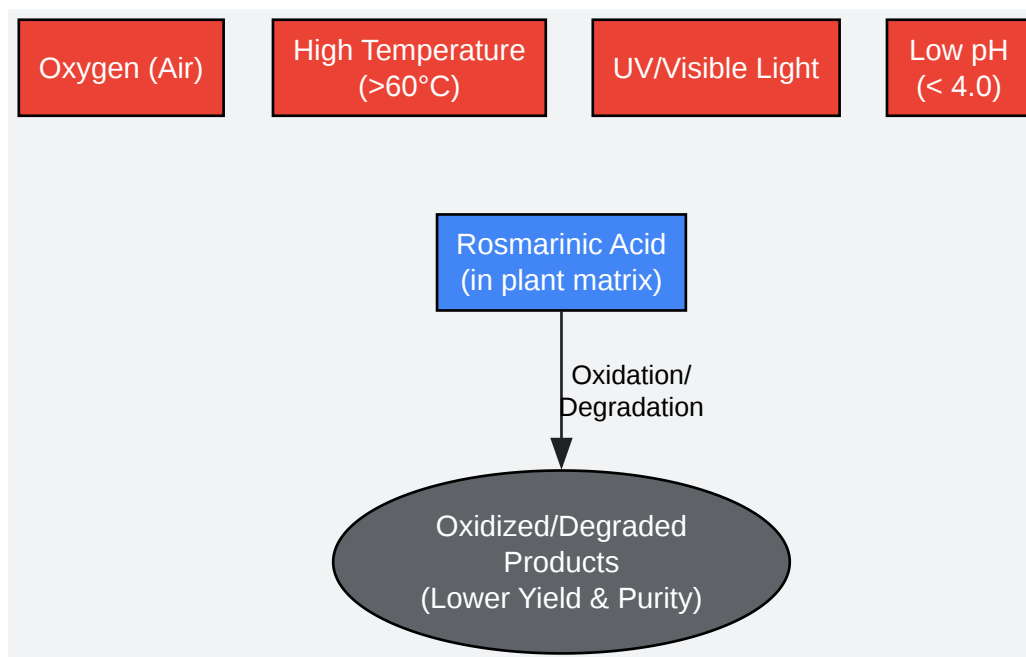 Oxygen (Air)
High Temperature
(>60°C)
UV/Visible Light
Low pH
(< 4.0)
Rosmarinic Acid
(in plant matrix)
Oxidation/
Degradation
Oxidized/Degraded
Products
(Lower Yield & Purity)